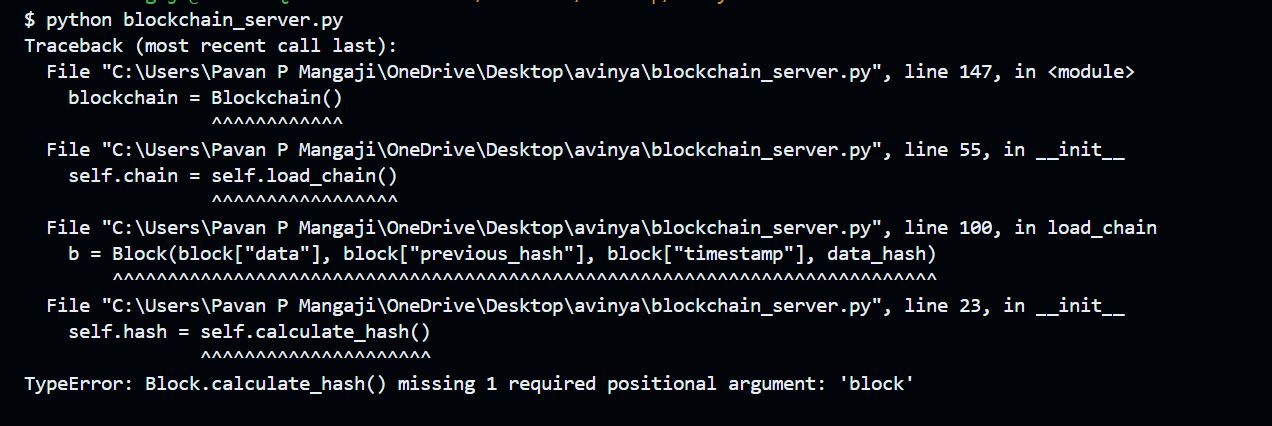 $ python blockchain_server.py
Traceback (most recent call last):
  File "C:\Users\Pavan P Mangaji\OneDrive\Desktop\avinya\blockchain_server.py", line 147, in <module>
    blockchain = Blockchain()
                 ^^^^^^^^^^^^
  File "C:\Users\Pavan P Mangaji\OneDrive\Desktop\avinya\blockchain_server.py", line 55, in __init__
    self.chain = self.load_chain()
                 ^^^^^^^^^^^^^^^^^
  File "C:\Users\Pavan P Mangaji\OneDrive\Desktop\avinya\blockchain_server.py", line 100, in load_chain
    b = Block(block["data"], block["previous_hash"], block["timestamp"], data_hash)
        ^^^^^^^^^^^^^^^^^^^^^^^^^^^^^^^^^^^^^^^^^^^^^^^^^^^^^^^^^^^^^^^^^^^^^^^^^^^
  File "C:\Users\Pavan P Mangaji\OneDrive\Desktop\avinya\blockchain_server.py", line 23, in __init__
    self.hash = self.calculate_hash()
                ^^^^^^^^^^^^^^^^^^^^^
TypeError: Block.calculate_hash() missing 1 required positional argument: 'block'